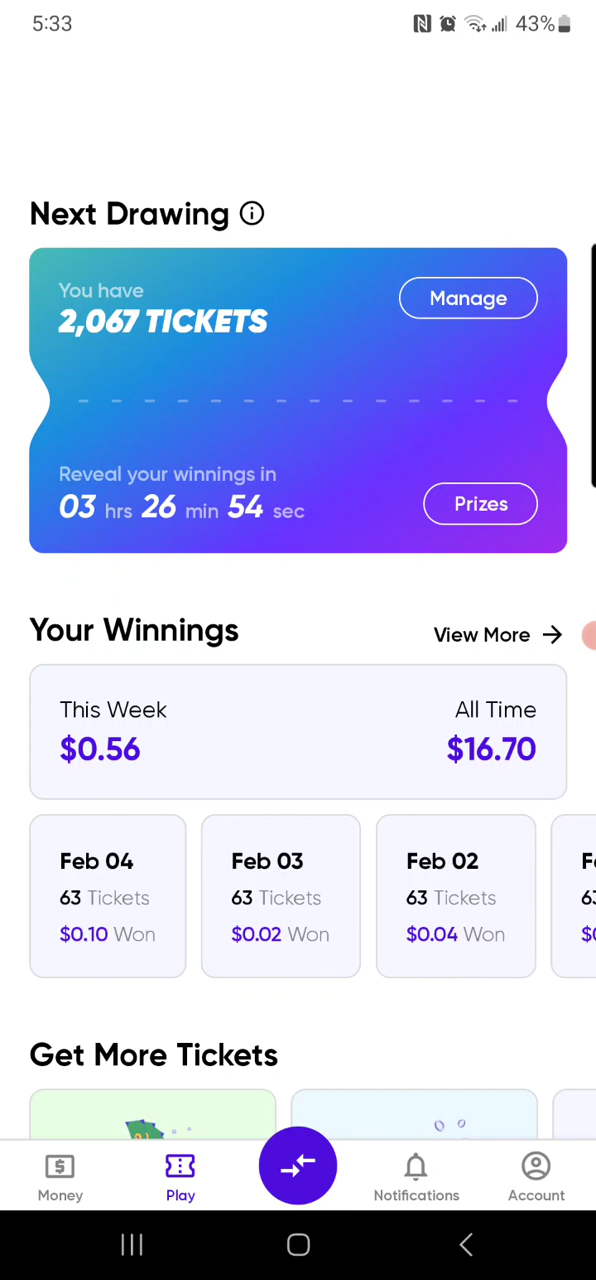 5:33
43%
Next Drawing
You have
2,067 TICKETS
Manage
Reveal your winnings in
03 hrs 26 min 54 sec
Prizes
Your Winnings
View More
This Week
All Time
$0.56
$16.70
Feb 04
63 Tickets
$0.10 Won
Feb 03
63 Tickets
$0.02 Won
Feb 02
63 Tickets
$0.04 Won
Get More Tickets
Money
Play
Notifications
Account